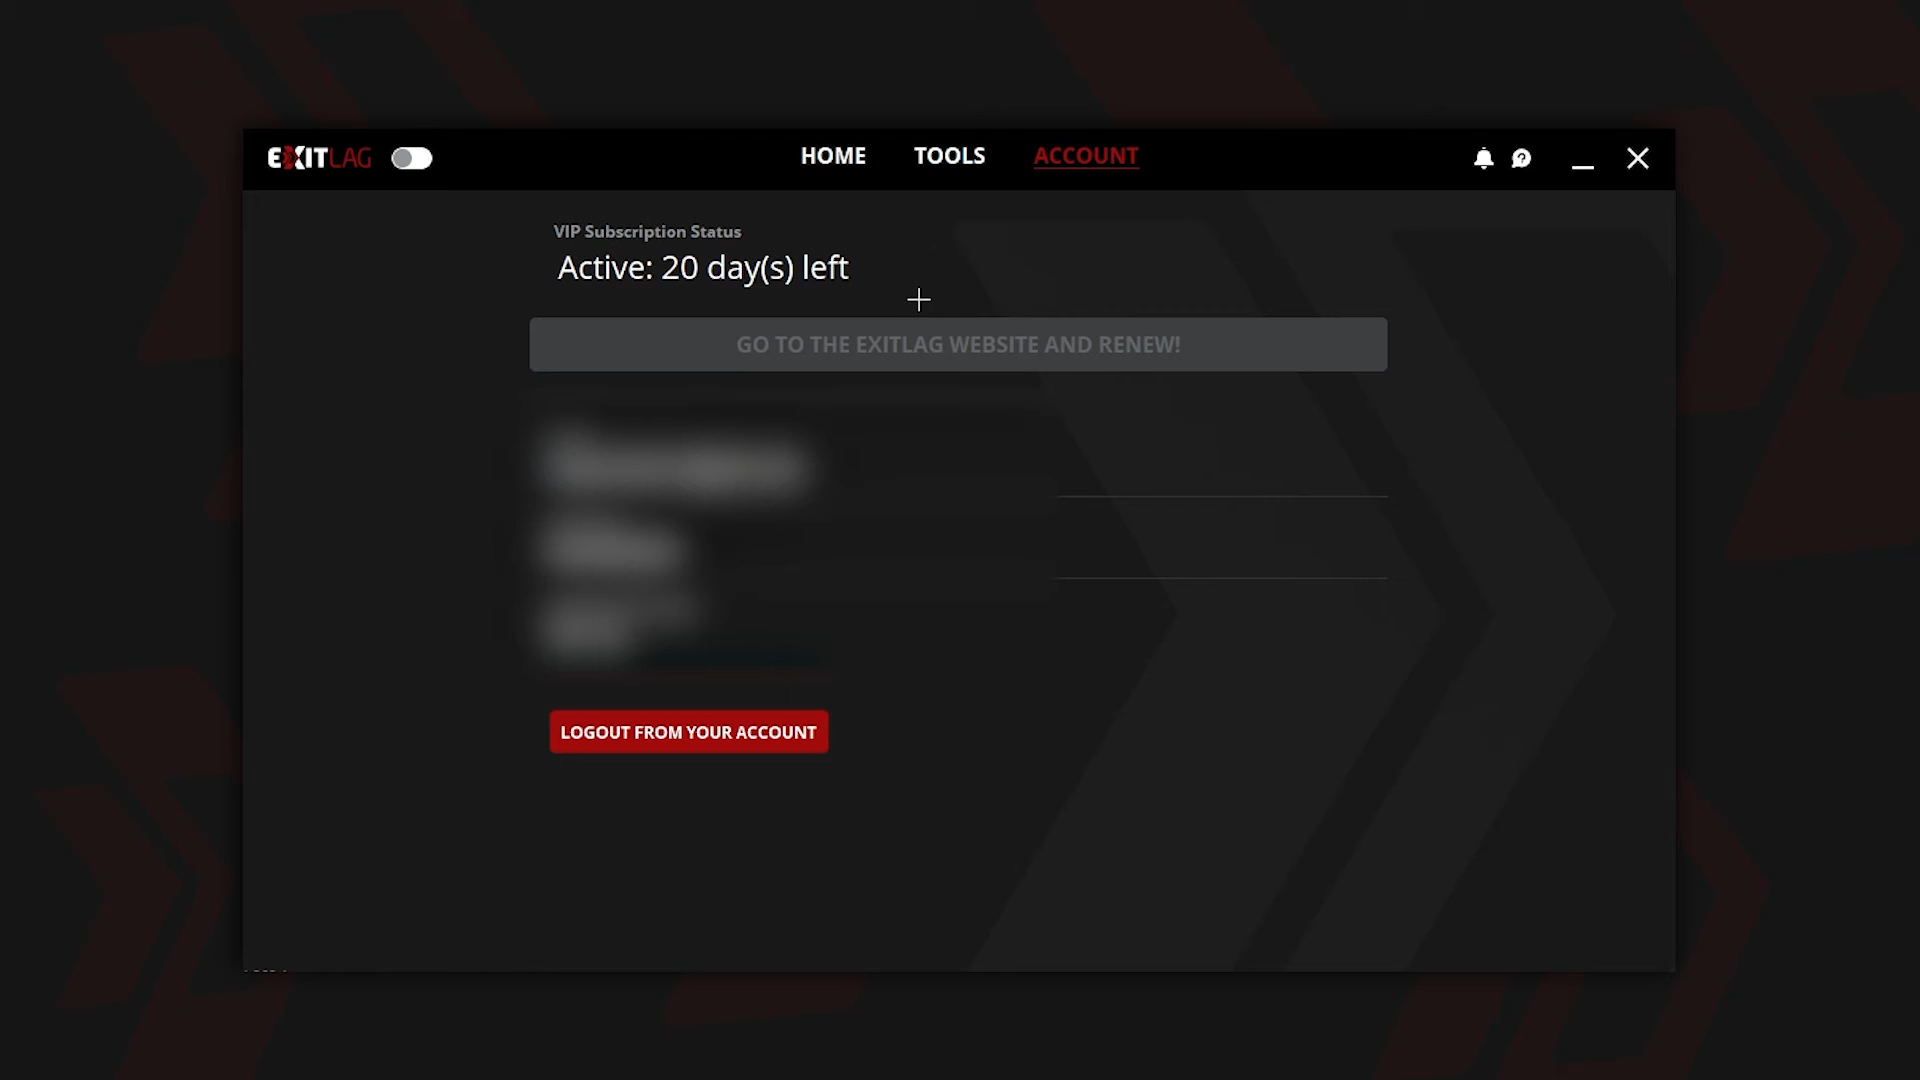 EXITLAG
HOME TOOLS ACCOUNT
VIP Subscription Status
Active: 20 day(s) left
GO TO THE EXITLAG WEBSITE AND RENEW!
LOGOUT FROM YOUR ACCOUNT